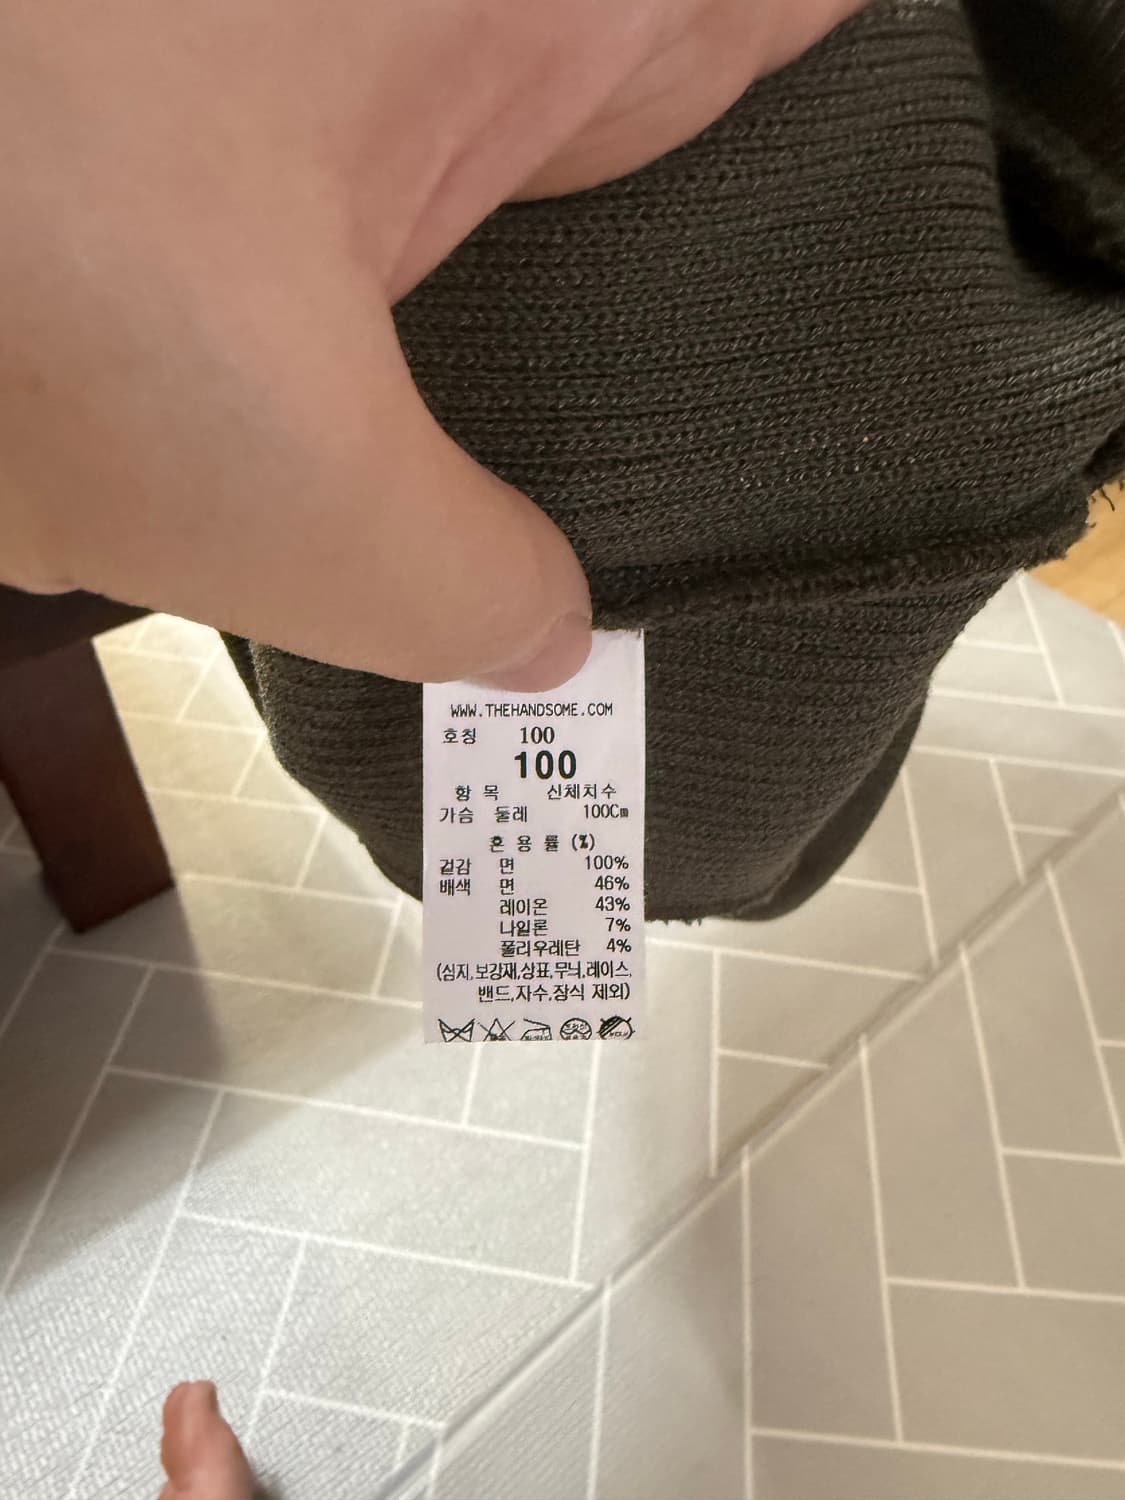 WWW.THEHANDSOME.COM
호칭 100
100
항 목 신체치수
가슴 둘레 100Cm
혼 용 률 (%)
겉감 면 100%
배색 면 46%
레이온 43%
나일론 7%
폴리우레탄 4%
(심지,보강재,상표,무늬,레이스,
밴드,자수,장식 제외)